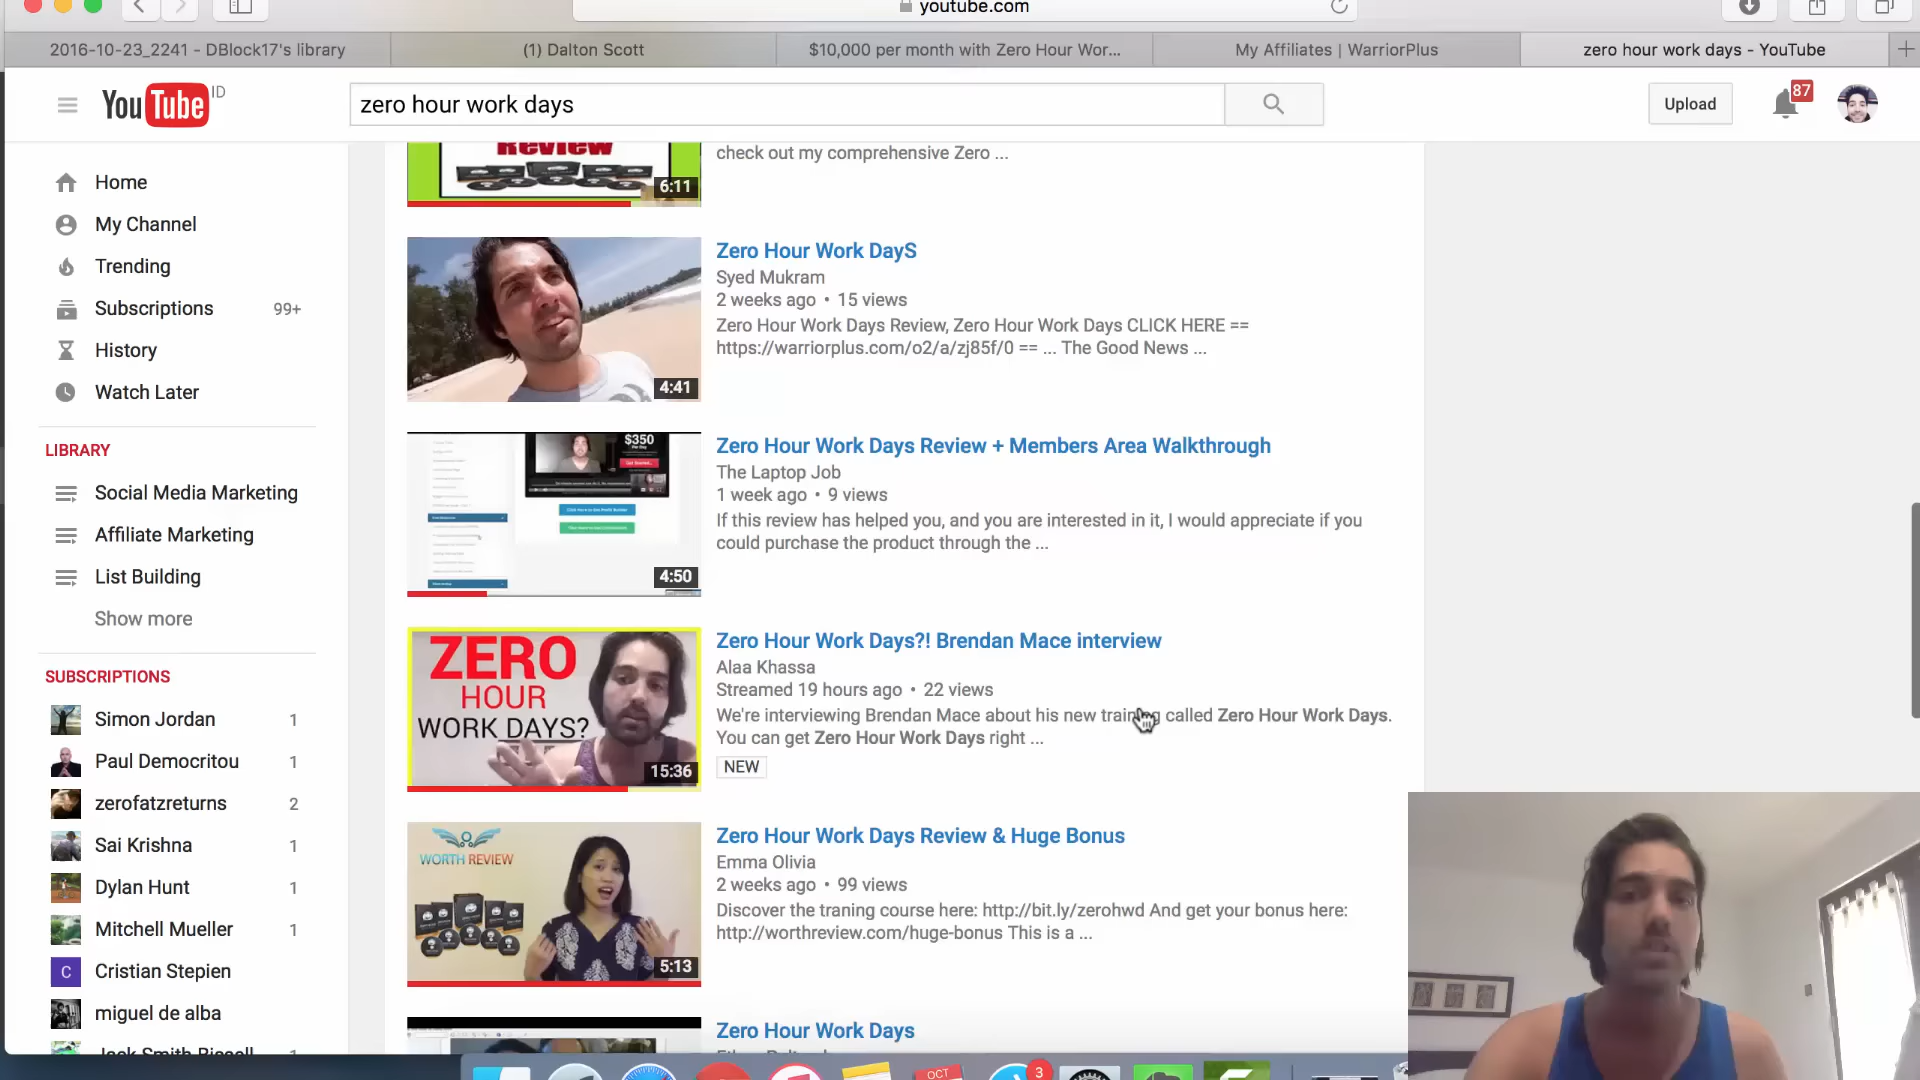 youtube.com
2016-10-23_2241 - DBlock17's library
(1) Dalton Scott
$10,000 per month with Zero Hour Wor...
My Affiliates | WarriorPlus
zero hour work days - YouTube
YouTube ID
zero hour work days
Upload
87
Home
My Channel
Trending
Subscriptions 99+
History
Watch Later
LIBRARY
Social Media Marketing
Affiliate Marketing
List Building
Show more
SUBSCRIPTIONS
Simon Jordan 1
Paul Democritou 1
zerofatzreturns 2
Sai Krishna 1
Dylan Hunt 1
Mitchell Mueller 1
C Cristian Stepien
miguel de alba
Review
6:11
check out my comprehensive Zero ...
4:41
Zero Hour Work DayS
Syed Mukram
2 weeks ago • 15 views
Zero Hour Work Days Review, Zero Hour Work Days CLICK HERE ==
https://warriorplus.com/o2/a/zj85f/0 == ... The Good News ...
$350
4:50
Zero Hour Work Days Review + Members Area Walkthrough
The Laptop Job
1 week ago • 9 views
If this review has helped you, and you are interested in it, I would appreciate if you
could purchase the product through the ...
ZERO
HOUR
WORK DAYS?
15:36
Zero Hour Work Days?! Brendan Mace interview
Alaa Khassa
Streamed 19 hours ago • 22 views
We're interviewing Brendan Mace about his new training called Zero Hour Work Days.
You can get Zero Hour Work Days right ...
NEW
WORTH REVIEW
5:13
Zero Hour Work Days Review & Huge Bonus
Emma Olivia
2 weeks ago • 99 views
Discover the traning course here: http://bit.ly/zerohwd And get your bonus here:
http://worthreview.com/huge-bonus This is a ...
Zero Hour Work Days
OCT
3